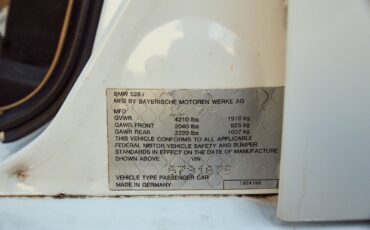 BMW 528 i
MFD BY BAYERISCHE MOTOREN WERKE AG
GVWR 4210 lbs 1910 kg
GAWR FRONT 2040 lbs 925 kg
GAWR REAR 2220 lbs 1007 kg
THIS VEHICLE CONFORMS TO ALL APPLICABLE
FEDERAL MOTOR VEHICLE SAFETY AND BUMPER
STANDARDS IN EFFECT ON THE DATE OF MANUFACTURE
SHOWN ABOVE VIN
VEHICLE TYPE PASSENGER CAR
MADE IN GERMANY